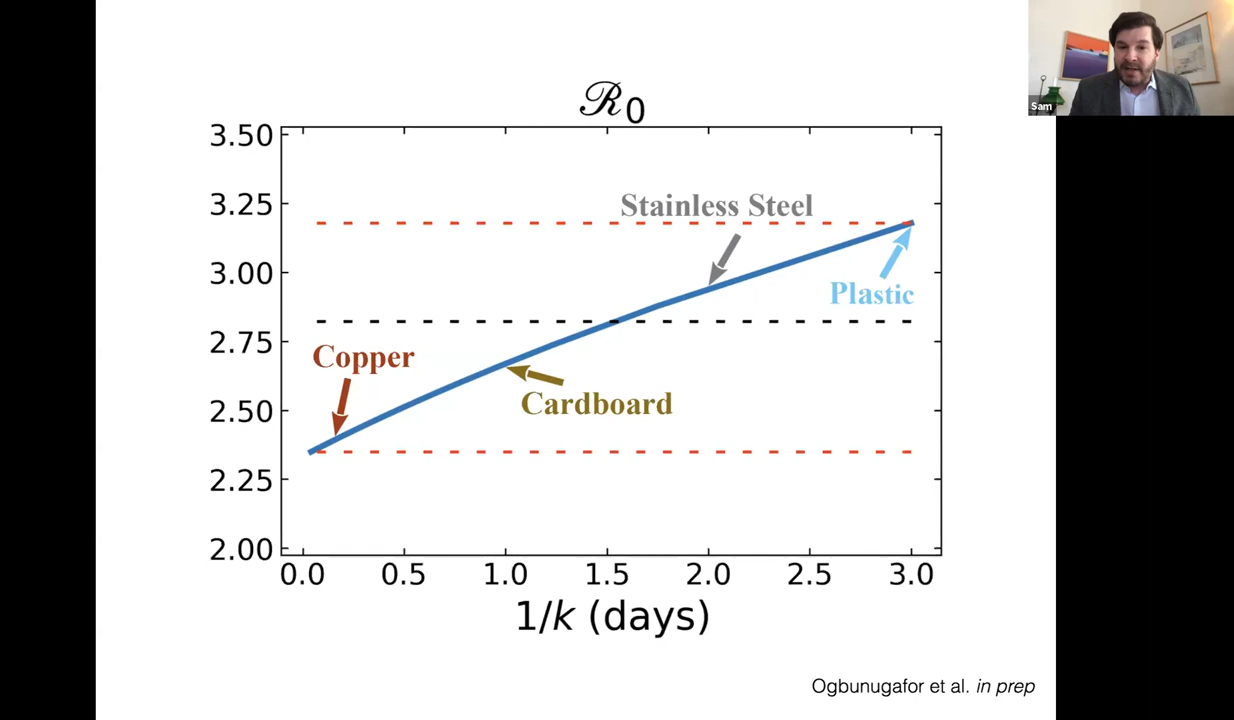 ℛ0
3.50
3.25
3.00
2.75
2.50
2.25
2.00
Stainless Steel
Plastic
Copper
Cardboard
0.0 0.5 1.0 1.5 2.0 2.5 3.0
1/k (days)
Ogbunugafor et al. in prep
Sam